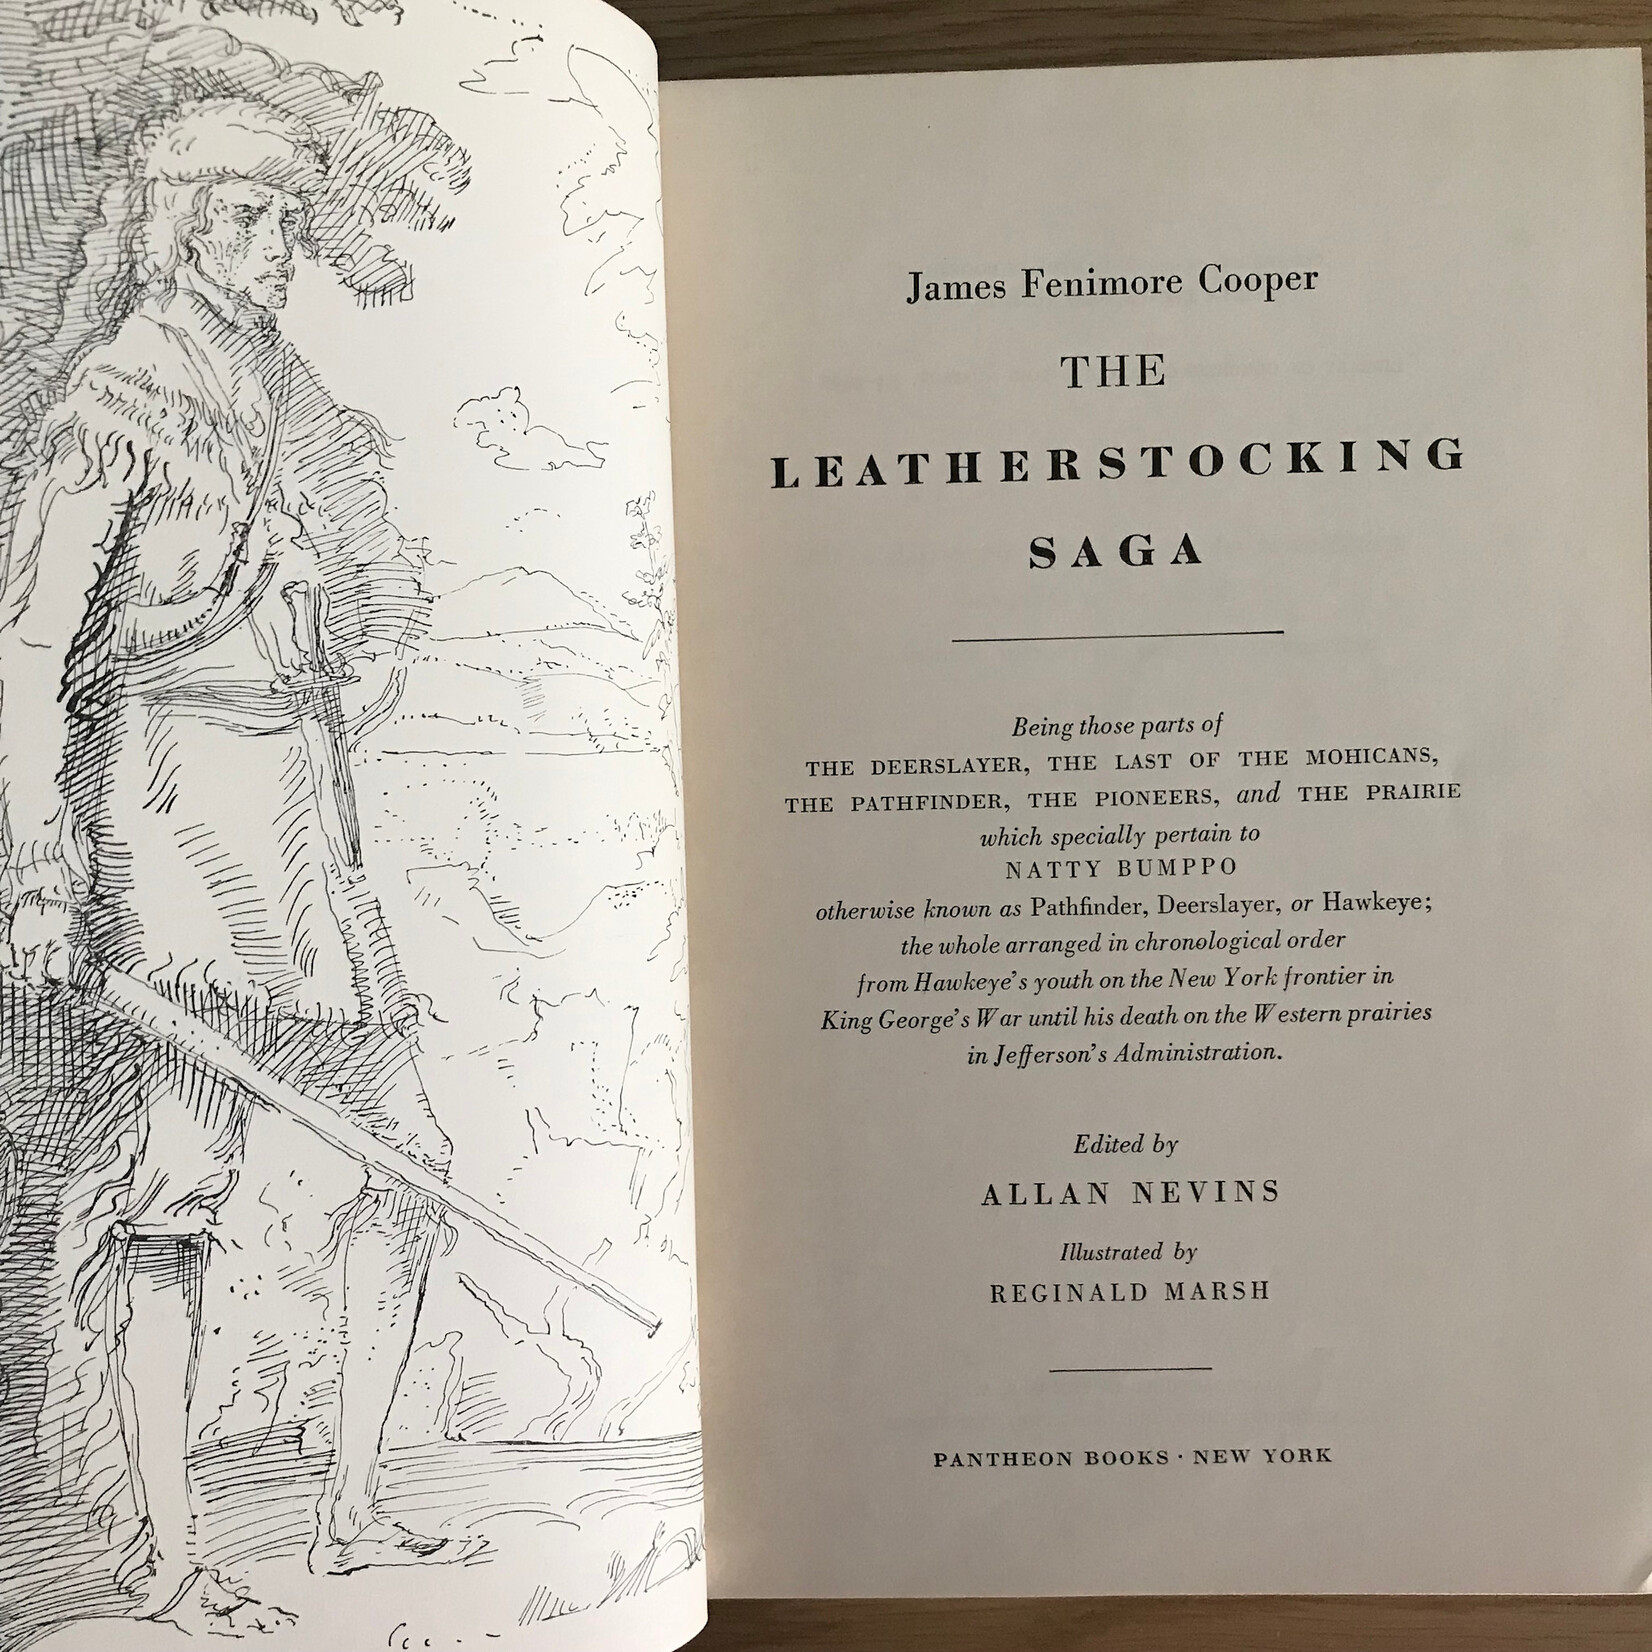 James Fenimore Cooper
THE
LEATHERSTOCKING
SAGA
Being those parts of
THE DEERSLAYER, THE LAST OF THE MOHICANS,
THE PATHFINDER, THE PIONEERS, and THE PRAIRIE
which specially pertain to
NATTY BUMPPO
otherwise known as Pathfinder, Deerslayer, or Hawkeye;
the whole arranged in chronological order
from Hawkeye's youth on the New York frontier in
King George's War until his death on the Western prairies
in Jefferson's Administration.
Edited by
ALLAN NEVINS
Illustrated by
REGINALD MARSH
PANTHEON BOOKS · NEW YORK